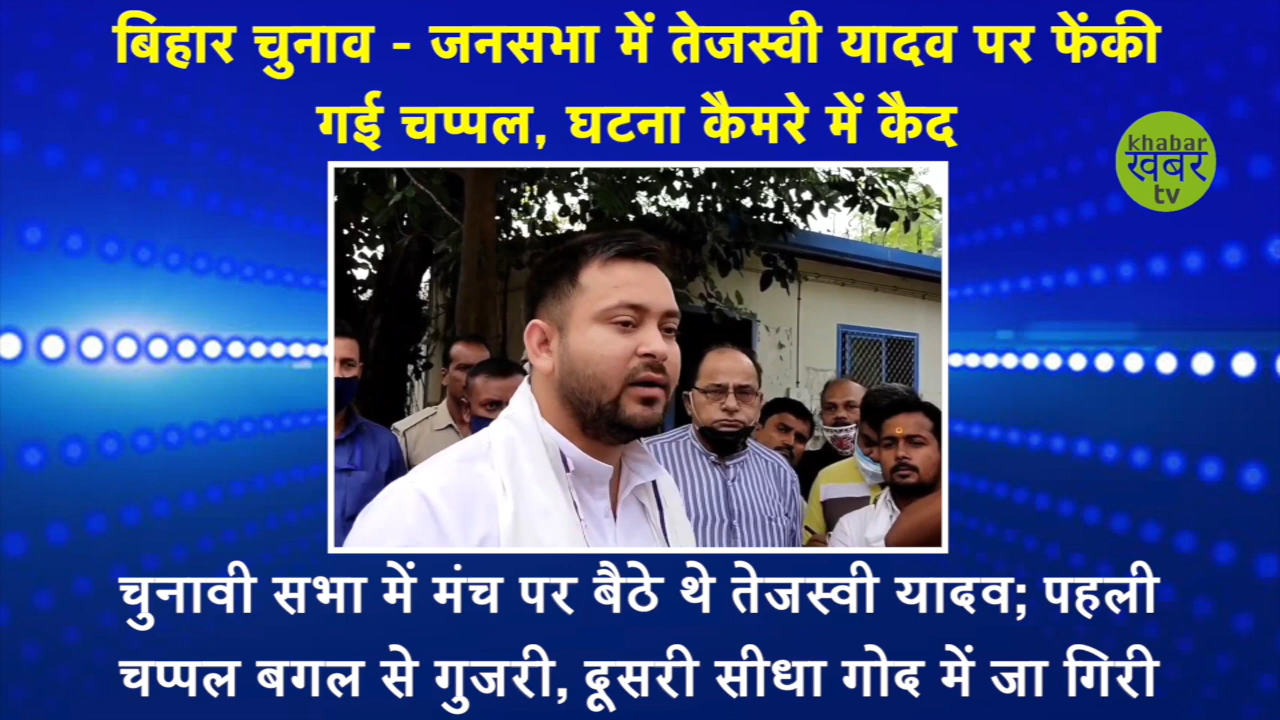 बिहार चुनाव - जनसभा में तेजस्वी यादव पर फेंकी
गई चप्पल, घटना कैमरे में कैद
khabar
खबर
tv
चुनावी सभा में मंच पर बैठे थे तेजस्वी यादव; पहली
चप्पल बगल से गुजरी, दूसरी सीधा गोद में जा गिरी